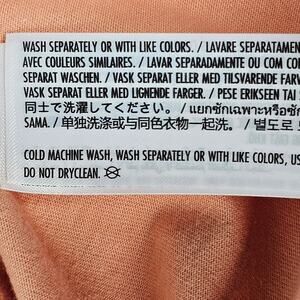 WASH SEPARATELY OR WITH LIKE COLORS. / LAVARE SEPARATAMEN
AVEC COULEURS SIMILAIRES. / LAVAR SEPARADAMENTE OU COM CO
SEPARAT WASCHEN. / VASK SEPARAT ELLER MED TILSVARENDE FARV
VASK SEPARAT ELLER MED LIGNENDE FARGER. / PESE ERIKSEEN TAI
同士で洗濯してください。/ แยกซักเฉพาะหรือซัก
SAMA. / 单独洗涤或与同色衣物一起洗。/ 별도로
COLD MACHINE WASH, WASH SEPARATELY OR WITH LIKE COLORS, US
DO NOT DRYCLEAN.